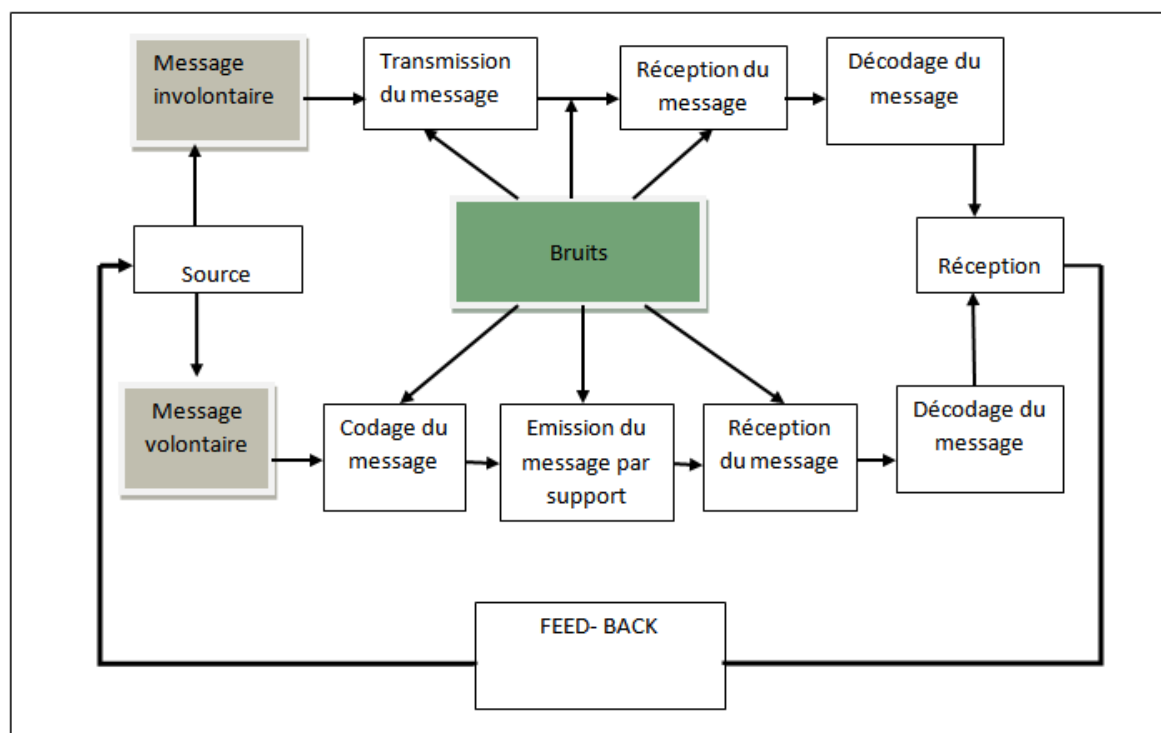 Message
involontaire
Transmission
du message
Réception du
message
Décodage du
message
Source
Bruits
Réception
Message
volontaire
Codage du
message
Emission du
message par
support
Réception
du message
Décodage du
message
FEED- BACK